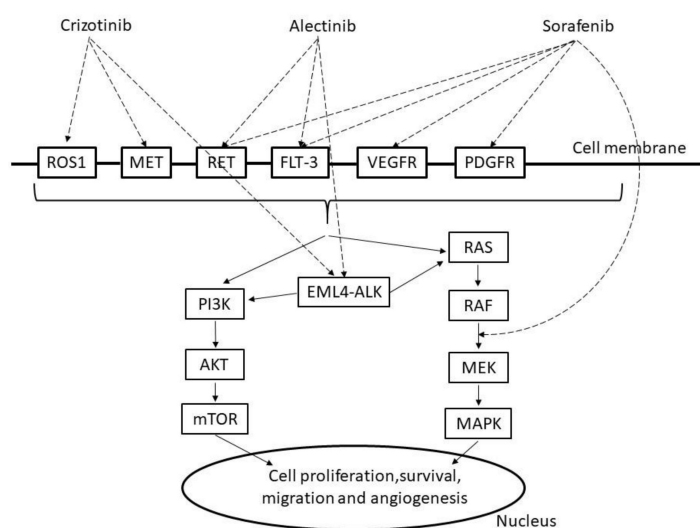 Crizotinib
Alectinib
Sorafenib
Cell membrane
ROS1
MET
RET
FLT-3
VEGFR
PDGFR
RAS
EML4-ALK
PI3K
RAF
AKT
MEK
mTOR
MAPK
Cell proliferation,survival,
migration and angiogenesis
Nucleus